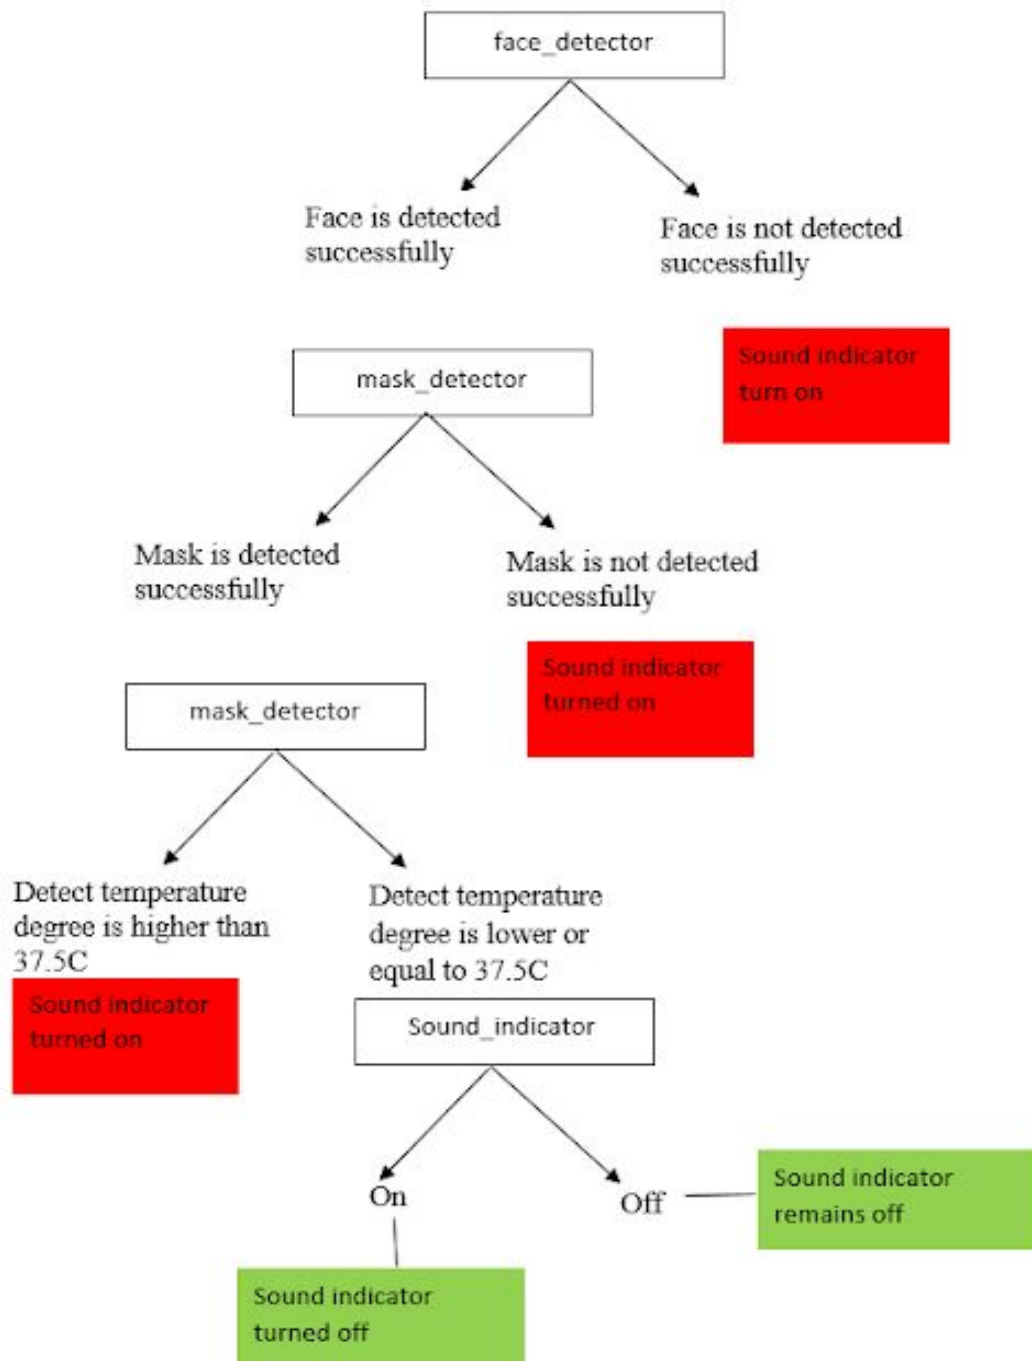 face_detector
Face is detected
successfully
Face is not detected
successfully
Sound indicator
turn on
mask_detector
Mask is detected
successfully
Mask is not detected
successfully
Sound indicator
turned on
mask_detector
Detect temperature
degree is higher than
37.5C
Detect temperature
degree is lower or
equal to 37.5C
Sound indicator
turned on
Sound_indicator
On
Off
Sound indicator
remains off
Sound indicator
turned off